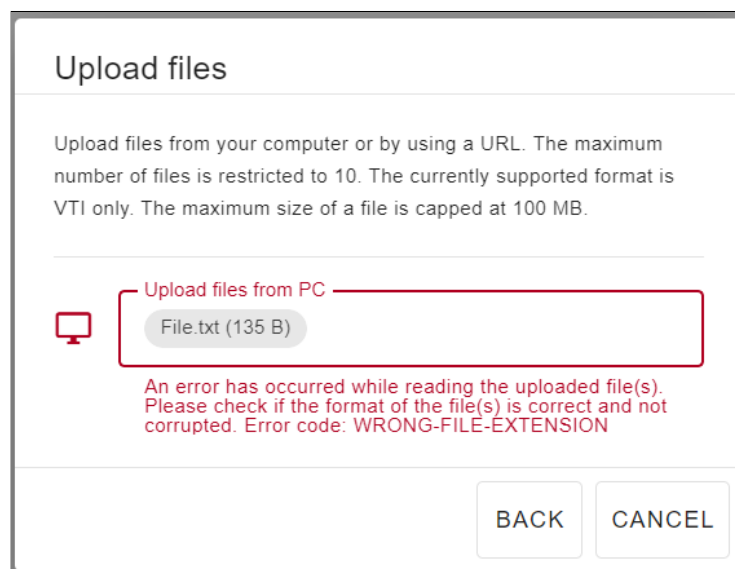 Upload files
Upload files from your computer or by using a URL. The maximum
number of files is restricted to 10. The currently supported format is
VTI only. The maximum size of a file is capped at 100 MB.
Upload files from PC
File.txt (135 B)
An error has occurred while reading the uploaded file(s).
Please check if the format of the file(s) is correct and not
corrupted. Error code: WRONG-FILE-EXTENSION
BACK CANCEL